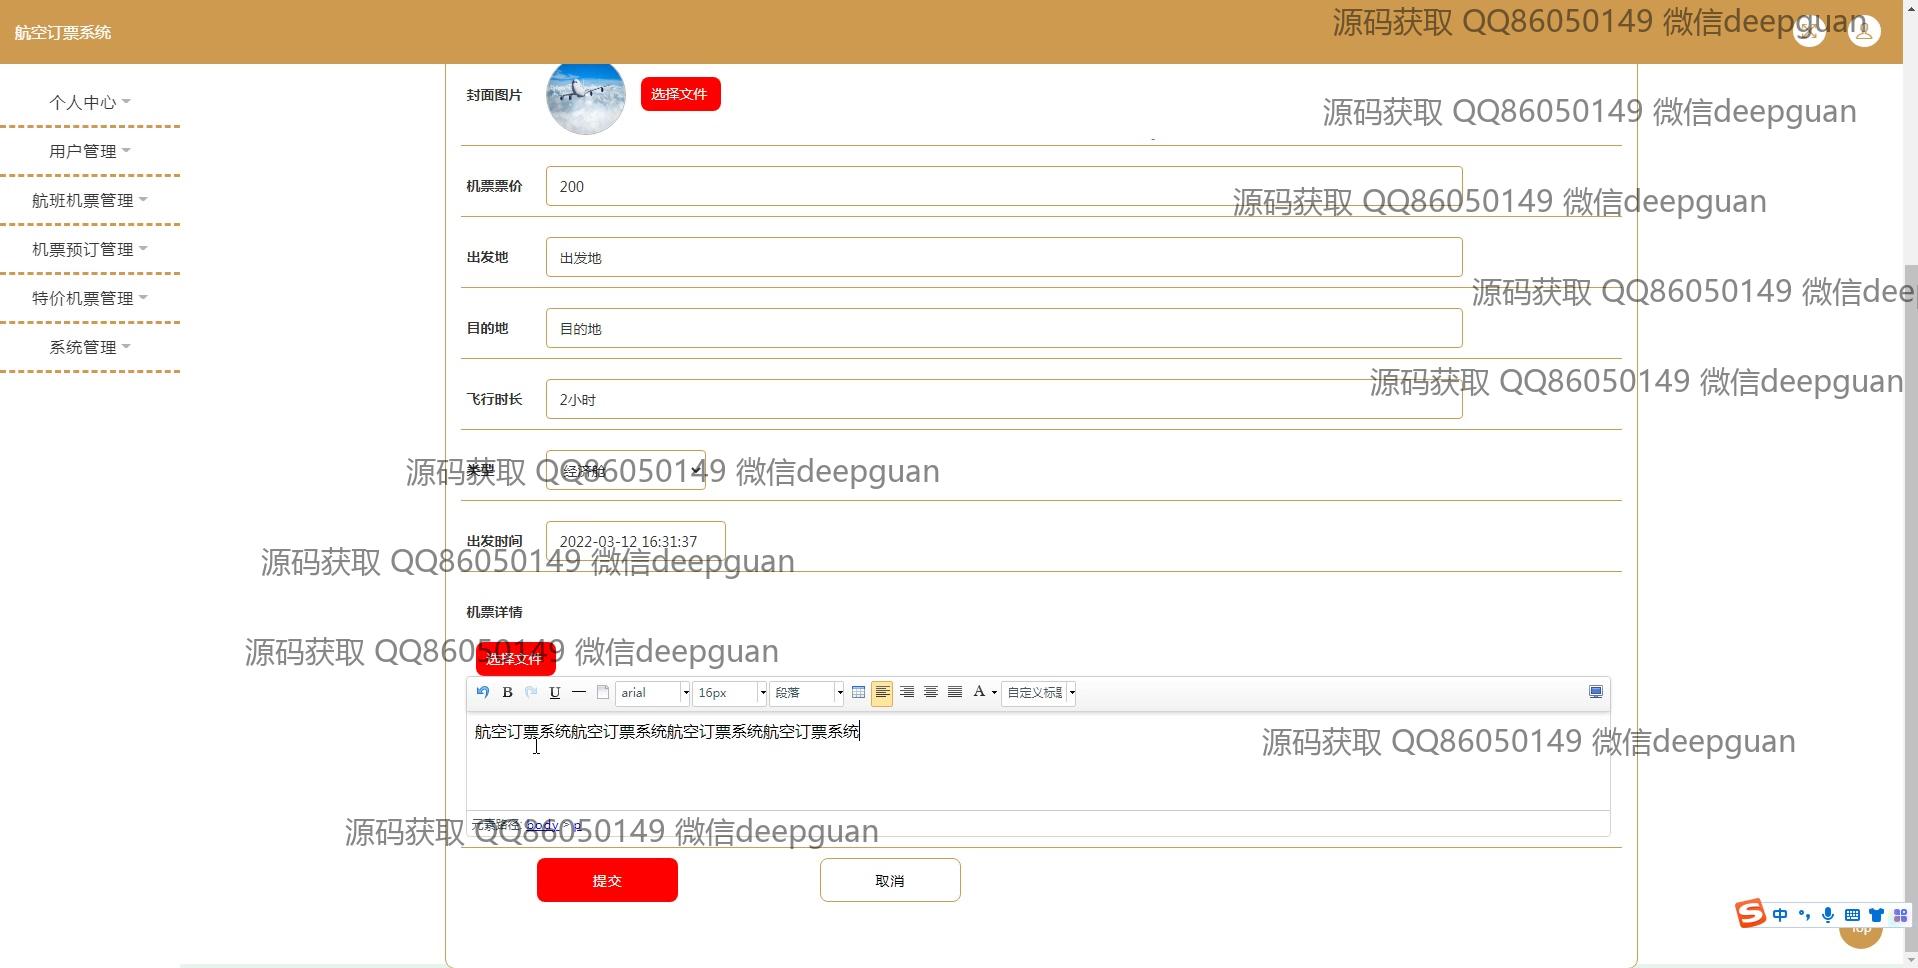 航空订票系统
源码获取 QQ86050149 微信deepguan
个人中心
用户管理
航班机票管理
机票预订管理
特价机票管理
系统管理
封面图片
选择文件
源码获取 QQ86050149 微信deepguan
机票票价
200
源码获取 QQ86050149 微信deepguan
出发地
出发地
源码获取 QQ86050149 微信deep
目的地
目的地
源码获取 QQ86050149 微信deepguan
飞行时长
2小时
类型
经济舱
源码获取 QQ86050149 微信deepguan
出发时间
2022-03-12 16:31:37
源码获取 QQ86050149 微信deepguan
机票详情
选择文件
源码获取 QQ86050149 微信deepguan
B U arial 16px 段落 A 自定义标题
航空订票系统航空订票系统航空订票系统航空订票系统
源码获取 QQ86050149 微信deepguan
元素路径: body > p
源码获取 QQ86050149 微信deepguan
提交
取消
中
Top